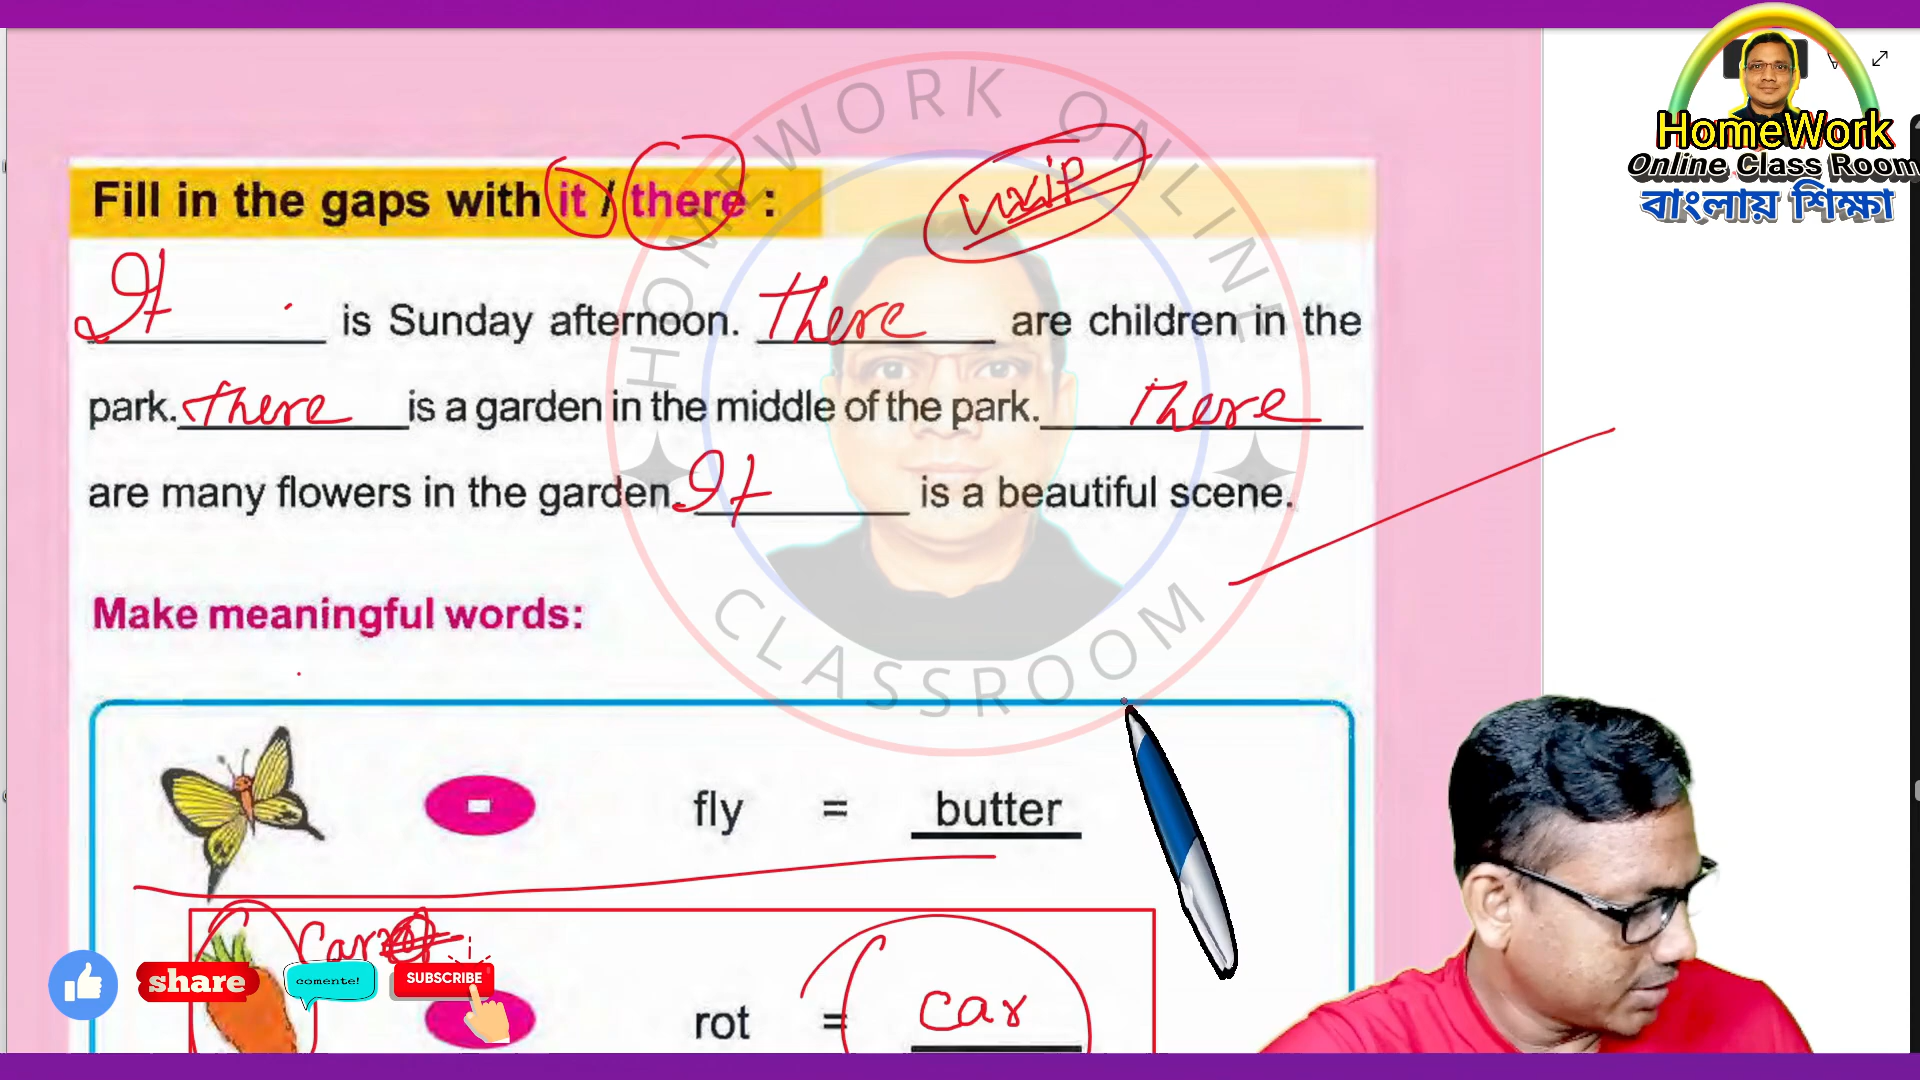 HOMEWORK ONLINE
CLASSROOM
HomeWork
Online Class Room
বাংলায় শিক্ষা
Fill in the gaps with it / there :
It is Sunday afternoon. there are children in the
park. there is a garden in the middle of the park. there
are many flowers in the garden. It is a beautiful scene.
Make meaningful words:
- fly = butter
Car
rot = car
share
comente!
SUBSCRIBE